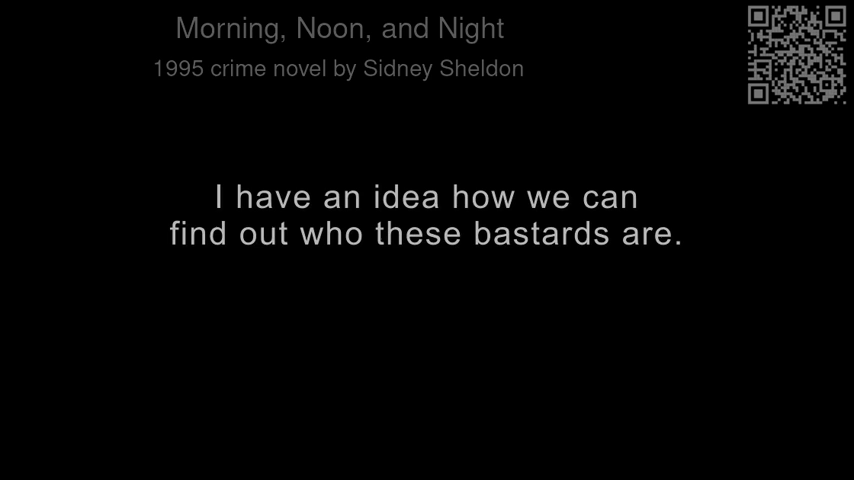 Morning, Noon, and Night
1995 crime novel by Sidney Sheldon
I have an idea how we can
find out who these bastards are.